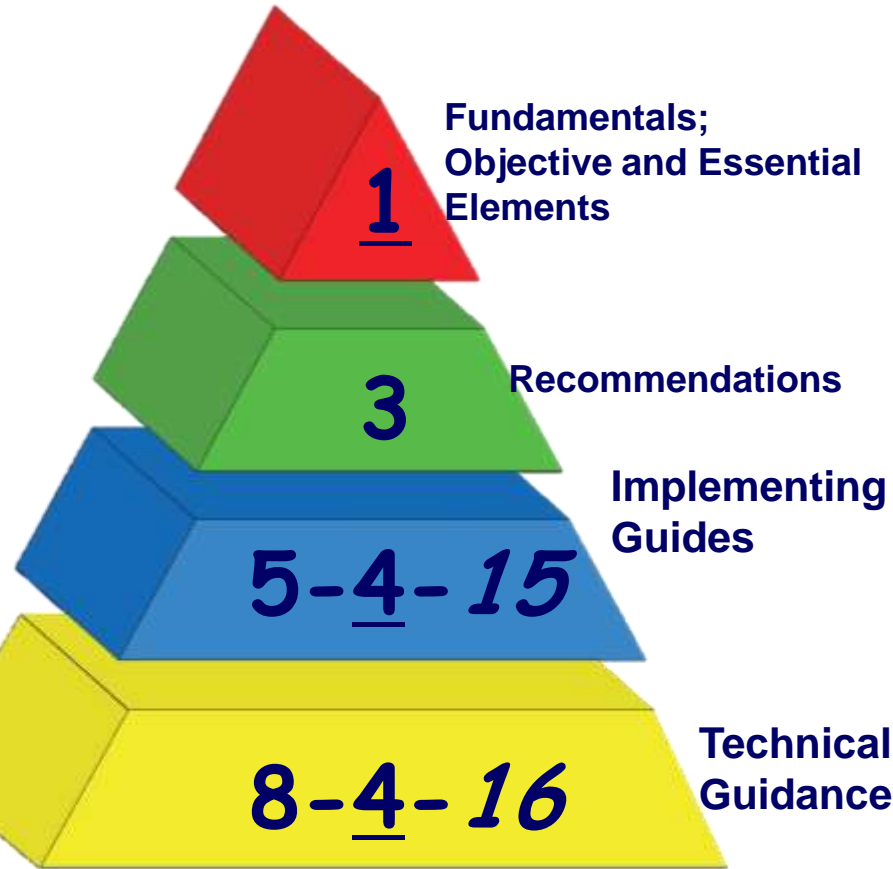 Fundamentals;
Objective and Essential
Elements
1
Recommendations
3
Implementing
Guides
5-4-15
Technical
Guidance
8-4-16